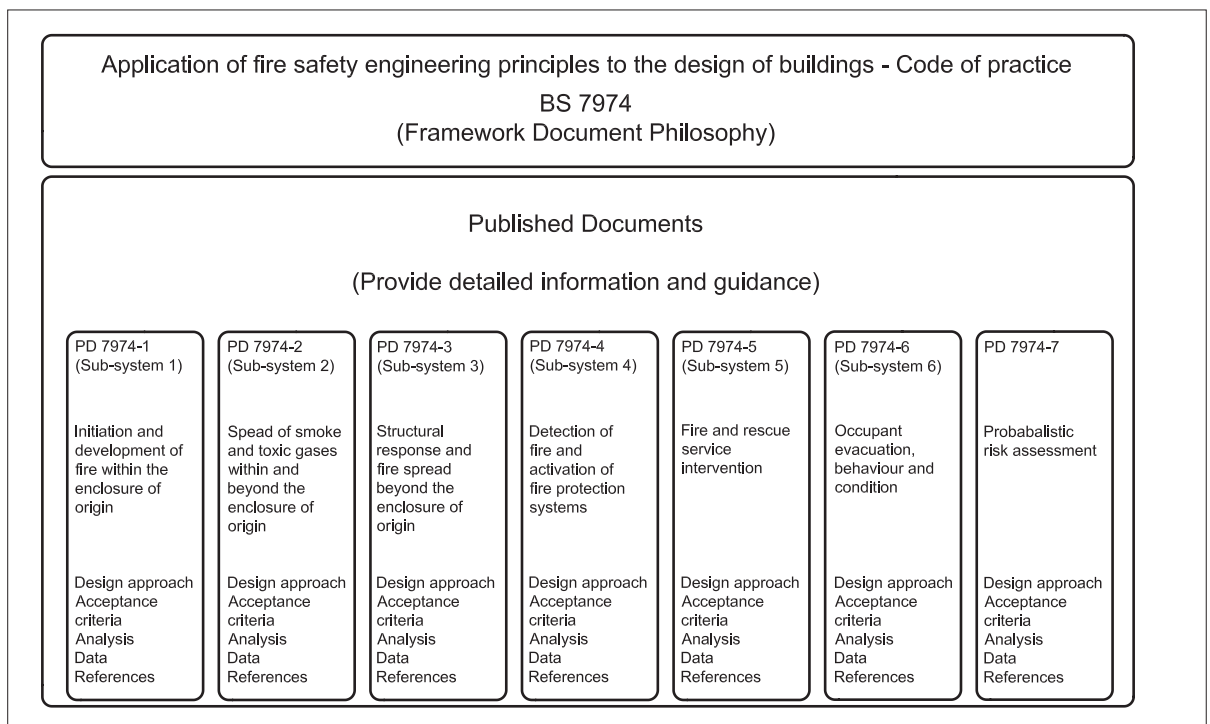 Application of fire safety engineering principles to the design of buildings - Code of practice
BS 7974
(Framework Document Philosophy)
Published Documents
(Provide detailed information and guidance)
PD 7974-1
(Sub-system 1)
Initiation and
development of
fire within the
enclosure of
origin
Design approach
Acceptance
criteria
Analysis
Data
References
PD 7974-2
(Sub-system 2)
Spead of smoke
and toxic gases
within and
beyond the
enclosure of
origin
Design approach
Acceptance
criteria
Analysis
Data
References
PD 7974-3
(Sub-system 3)
Structural
response and
fire spread
beyond the
enclosure of
origin
Design approach
Acceptance
criteria
Analysis
Data
References
PD 7974-4
(Sub-system 4)
Detection of
fire and
activation of
fire protection
systems
Design approach
Acceptance
criteria
Analysis
Data
References
PD 7974-5
(Sub-system 5)
Fire and rescue
service
intervention
Design approach
Acceptance
criteria
Analysis
Data
References
PD 7974-6
(Sub-system 6)
Occupant
evacuation,
behaviour and
condition
Design approach
Acceptance
criteria
Analysis
Data
References
PD 7974-7
Probabalistic
risk assessment
Design approach
Acceptance
criteria
Analysis
Data
References